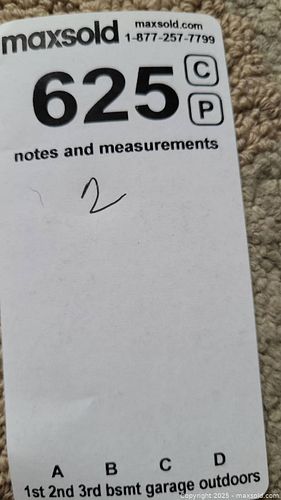 maxsold maxsold.com
1-877-257-7799
625 C
P
notes and measurements
2
A B C D
1st 2nd 3rd bsmt garage outdoors
Copyright 2025 - maxsold.com